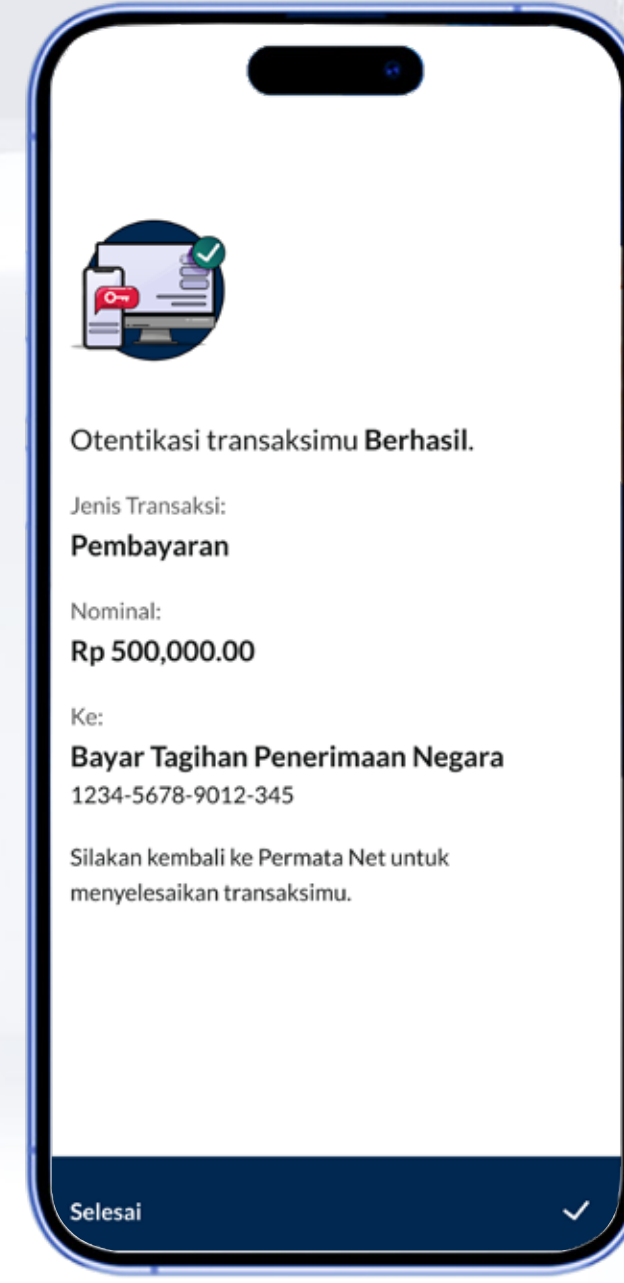 Otentikasi transaksimu Berhasil.
Jenis Transaksi:
Pembayaran
Nominal:
Rp 500,000.00
Ke:
Bayar Tagihan Penerimaan Negara
1234-5678-9012-345
Silakan kembali ke Permata Net untuk
menyelesaikan transaksimu.
Selesai